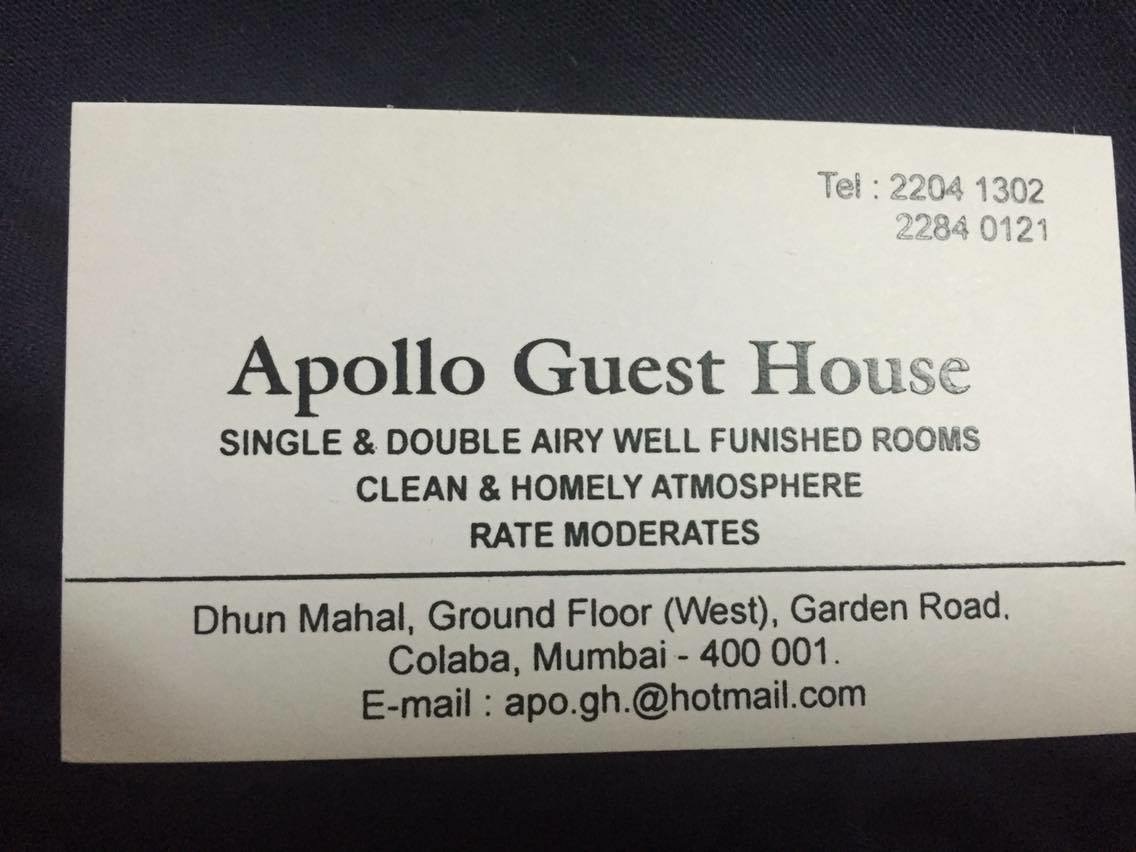 Tel : 2204 1302
2284 0121
Apollo Guest House
SINGLE & DOUBLE AIRY WELL FUNISHED ROOMS
CLEAN & HOMELY ATMOSPHERE
RATE MODERATES
Dhun Mahal, Ground Floor (West), Garden Road.
Colaba, Mumbai - 400 001.
E-mail : apo.gh.@hotmail.com